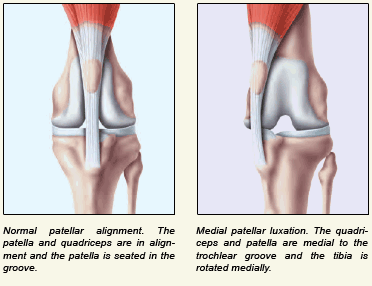 Normal patellar alignment. The
patella and quadriceps are in align-
ment and the patella is seated in the
groove.
Medial patellar luxation. The quadri-
ceps and patella are medial to the
trochlear groove and the tibia is
rotated medially.